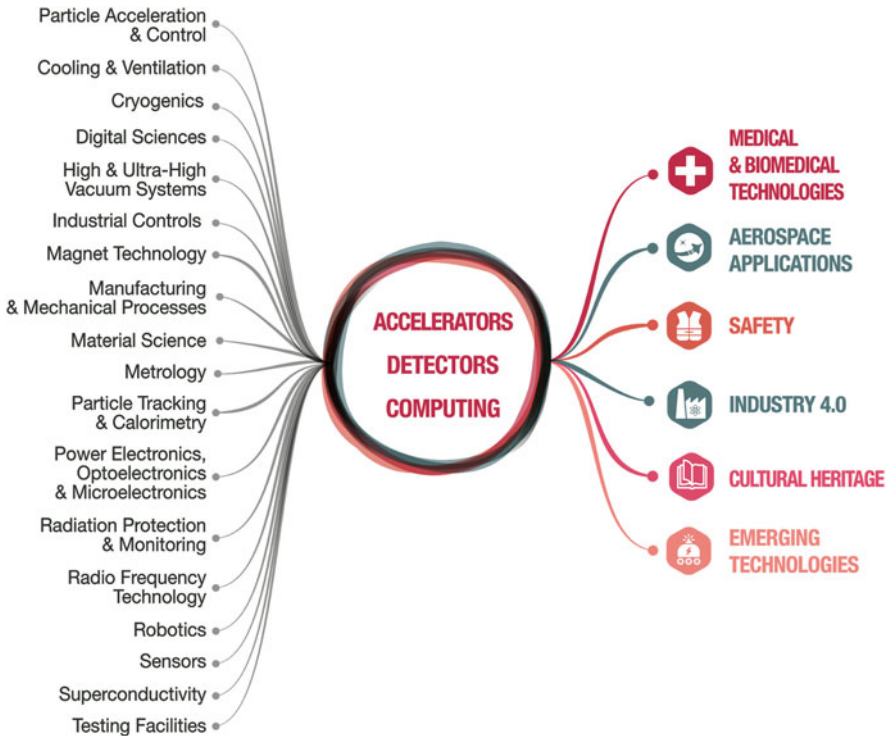 Particle Acceleration
& Control
Cooling & Ventilation
Cryogenics
Digital Sciences
High & Ultra-High
Vacuum Systems
Industrial Controls
Magnet Technology
Manufacturing
& Mechanical Processes
Material Science
Metrology
Particle Tracking
& Calorimetry
Power Electronics,
Optoelectronics
& Microelectronics
Radiation Protection
& Monitoring
Radio Frequency
Technology
Robotics
Sensors
Superconductivity
Testing Facilities
ACCELERATORS
DETECTORS
COMPUTING
MEDICAL
& BIOMEDICAL
TECHNOLOGIES
AEROSPACE
APPLICATIONS
SAFETY
INDUSTRY 4.0
CULTURAL HERITAGE
EMERGING
TECHNOLOGIES